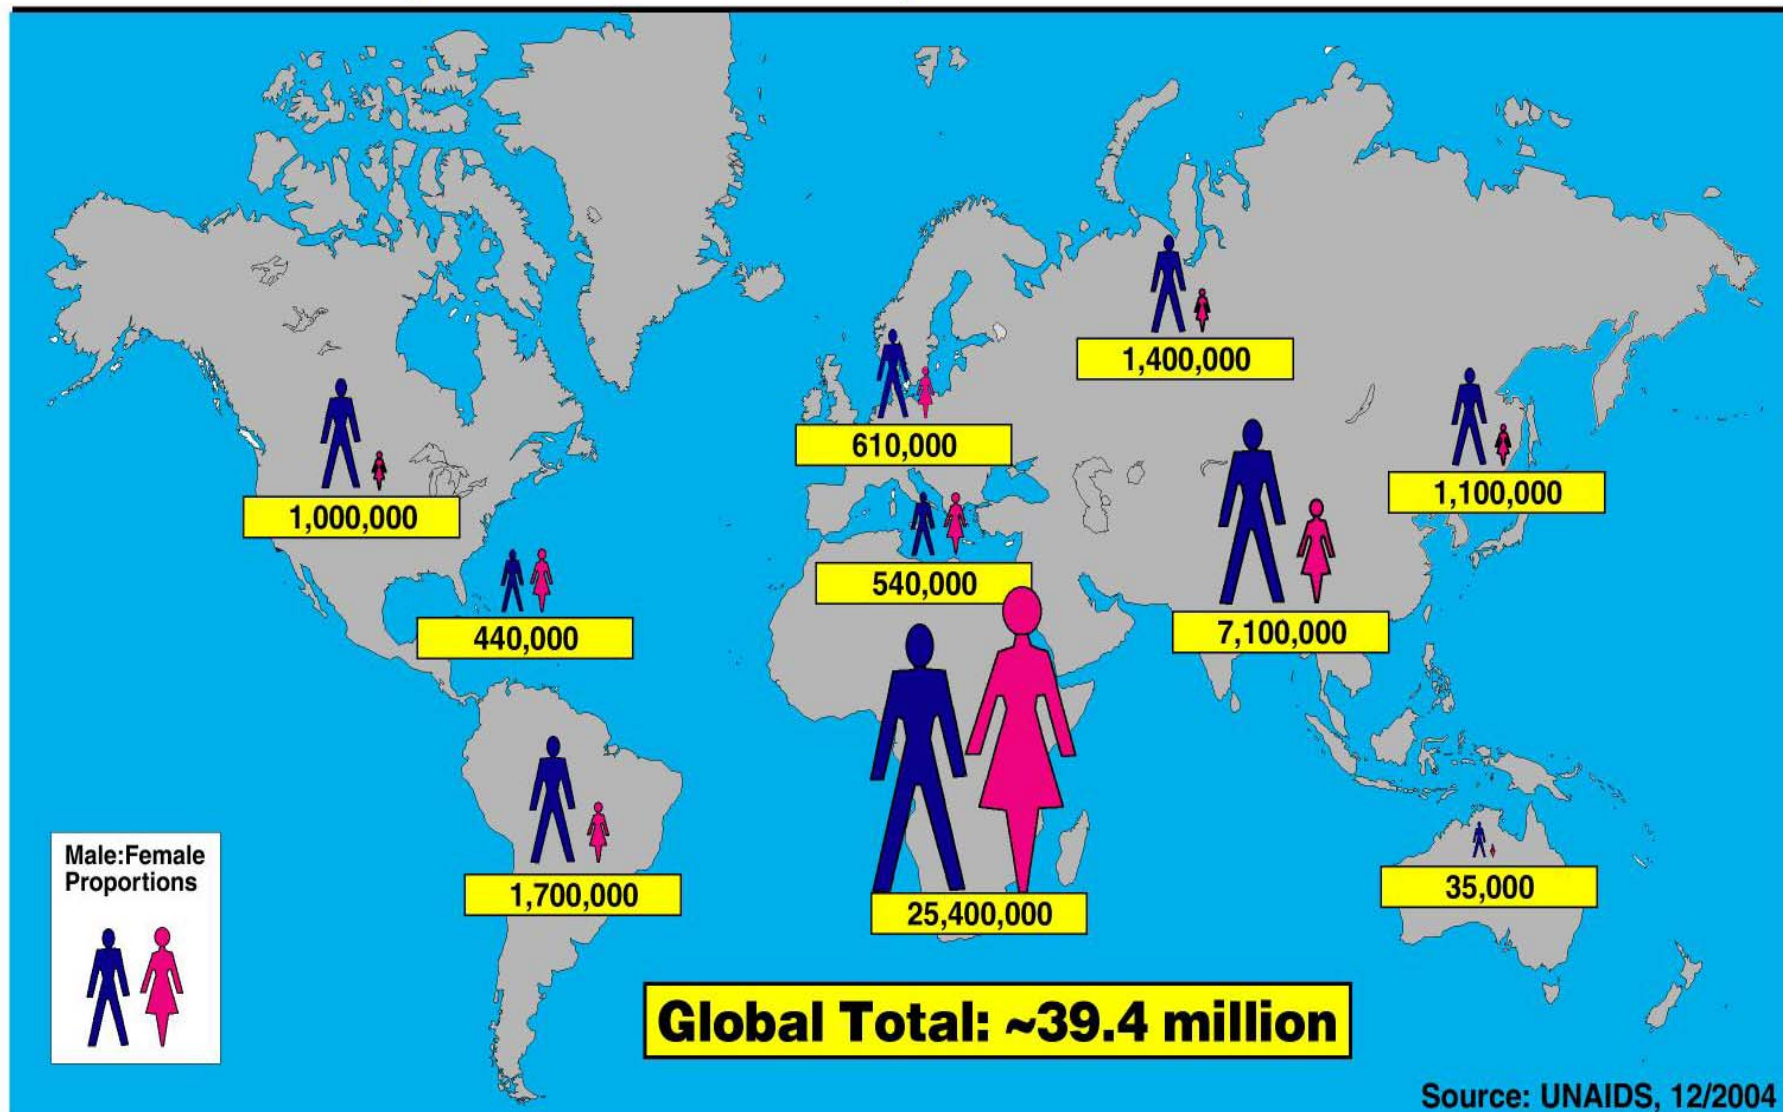 1,400,000
610,000
1,100,000
1,000,000
540,000
7,100,000
440,000
1,700,000
25,400,000
35,000
Male:Female
Proportions
Global Total: ~39.4 million
Source: UNAIDS, 12/2004